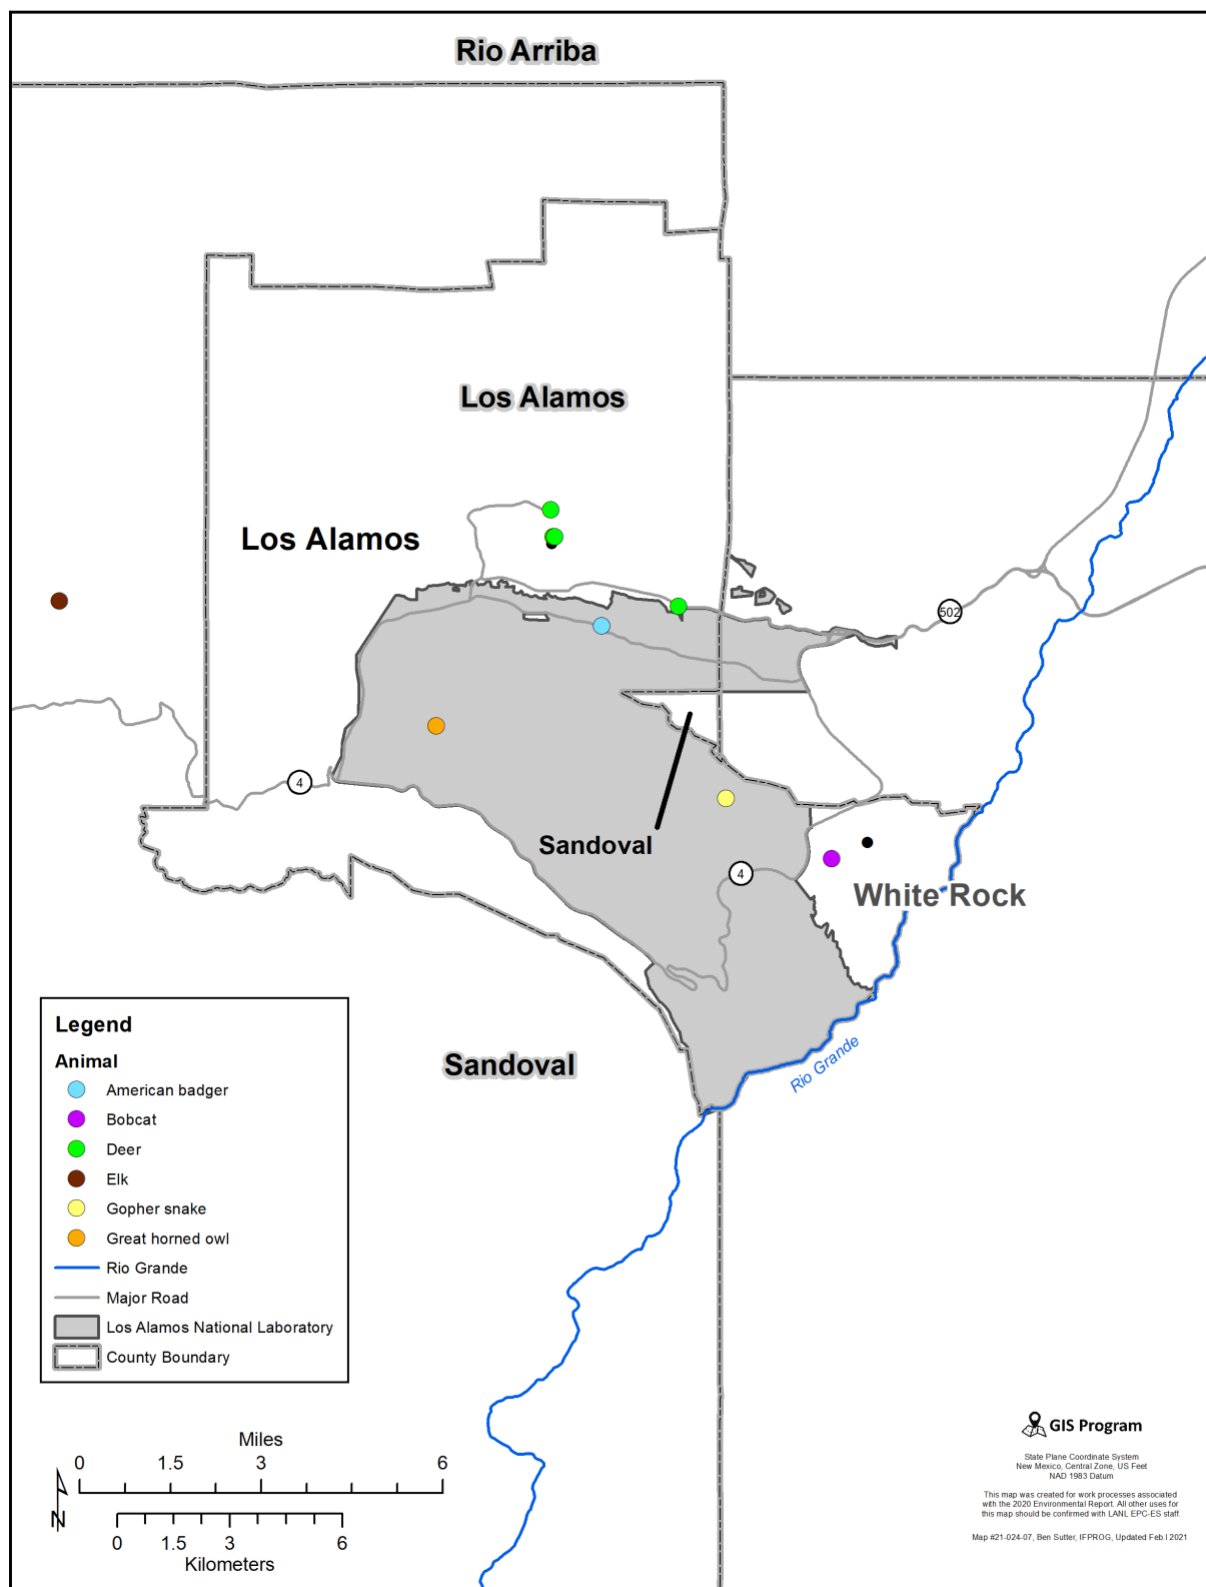 Rio Arriba
Los Alamos
Los Alamos
502
4
Sandoval
4
White Rock
Rio Grande
Sandoval
Legend
Animal
American badger
Bobcat
Deer
Elk
Gopher snake
Great horned owl
Rio Grande
Major Road
Los Alamos National Laboratory
County Boundary
Miles
0 1.5 3 6
N
0 1.5 3 6
Kilometers
GIS Program
State Plane Coordinate System
New Mexico, Central Zone, US Feet
NAD 1983 Datum
This map was created for work processes associated
with the 2020 Environmental Report. All other uses for
this map should be confirmed with LANL EPC-ES staff.
Map #21-024-07, Ben Sutter, IFPROG, Updated Feb.l 2021